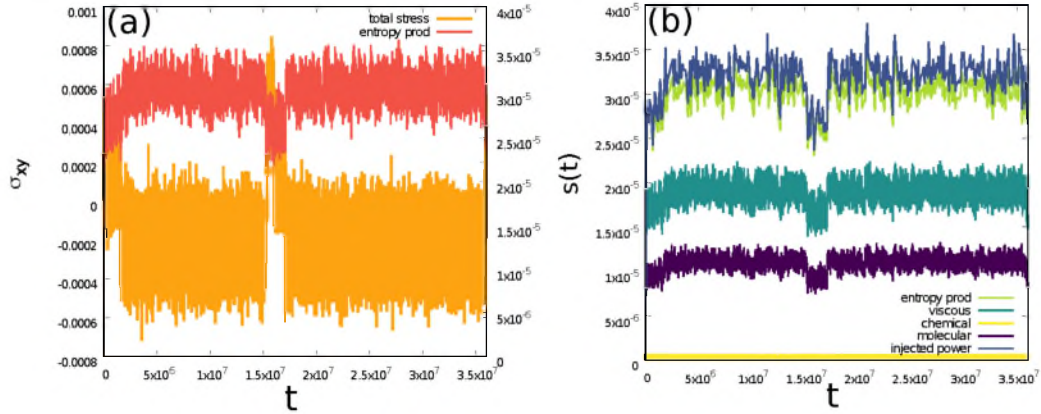 (a)
total stress
entropy prod
0.001
0.0008
0.0006
0.0004
0.0002
0
-0.0002
-0.0004
-0.0006
-0.0008
σxy
4x10⁻⁵
3.5x10⁻⁵
3x10⁻⁵
2.5x10⁻⁵
2x10⁻⁵
1.5x10⁻⁵
1x10⁻⁵
5x10⁻⁶
0
0 5x10⁶ 1x10⁷ 1.5x10⁷ 2x10⁷ 2.5x10⁷ 3x10⁷ 3.5x10⁷
t
(b)
4x10⁻⁵
3.5x10⁻⁵
3x10⁻⁵
2.5x10⁻⁵
2x10⁻⁵
1.5x10⁻⁵
1x10⁻⁵
5x10⁻⁶
0
s(t)
entropy prod
viscous
chemical
molecular
injected power
0 5x10⁶ 1x10⁷ 1.5x10⁷ 2x10⁷ 2.5x10⁷ 3x10⁷ 3.5x10⁷
t